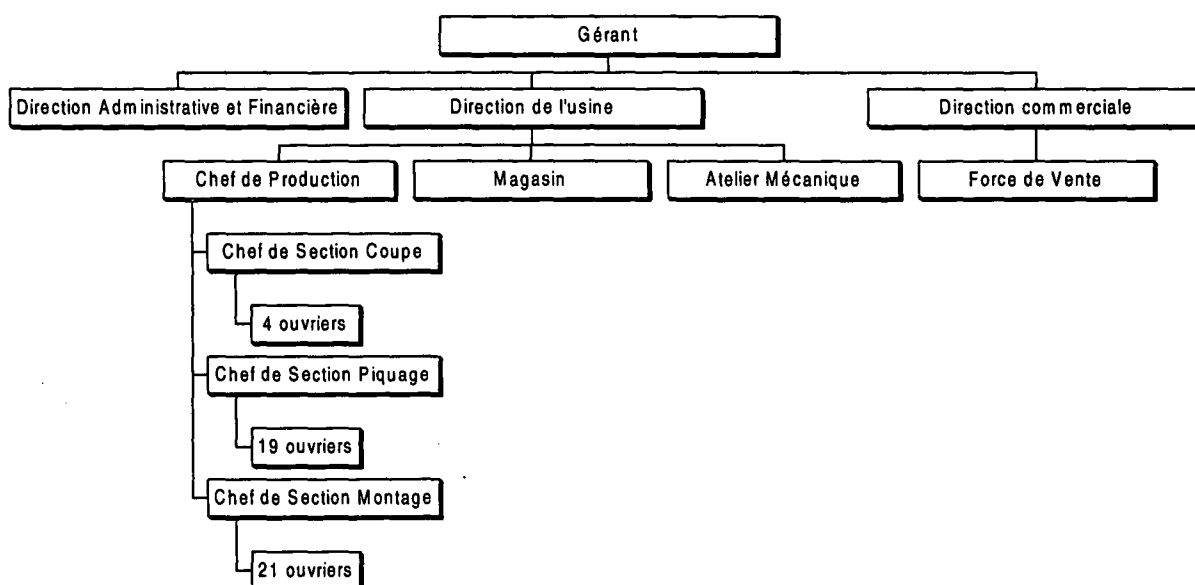 Gérant
Direction Administrative et Financière
Direction de l'usine
Direction commerciale
Chef de Production
Magasin
Atelier Mécanique
Force de Vente
Chef de Section Coupe
4 ouvriers
Chef de Section Piquage
19 ouvriers
Chef de Section Montage
21 ouvriers